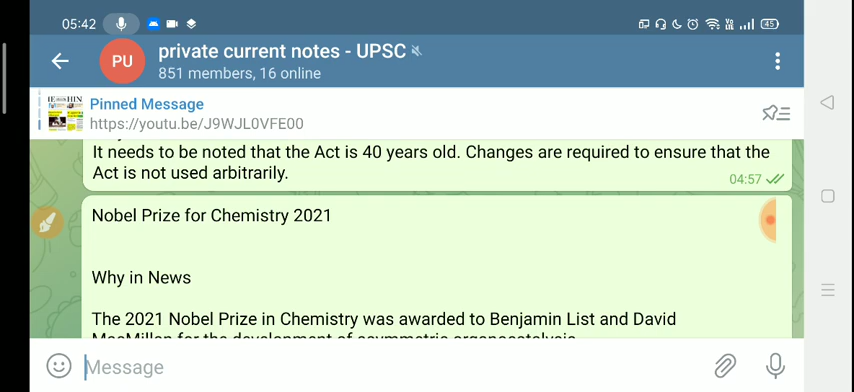 05:42
45
PU
private current notes - UPSC
851 members, 16 online
Pinned Message
https://youtu.be/J9WJL0VFE00
It needs to be noted that the Act is 40 years old. Changes are required to ensure that the
Act is not used arbitrarily.
04:57
Nobel Prize for Chemistry 2021
Why in News
The 2021 Nobel Prize in Chemistry was awarded to Benjamin List and David
MacMillan for the development of asymmetric organocatalysis
Message